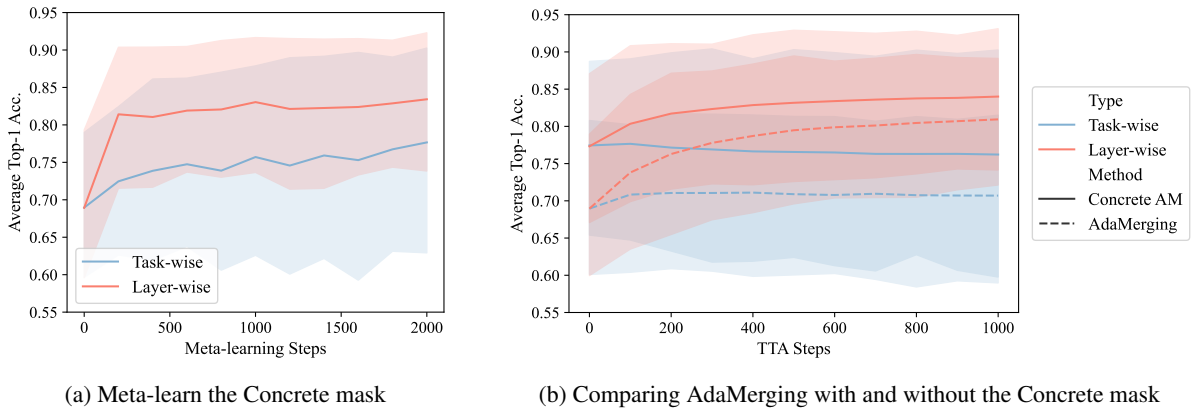 0.95
0.90
0.85
0.80
0.75
0.70
0.65
0.60
0.55
Average Top-1 Acc.
Task-wise
Layer-wise
0
500
1000
1500
2000
Meta-learning Steps
(a) Meta-learn the Concrete mask
0.95
0.90
0.85
0.80
0.75
0.70
0.65
0.60
0.55
Average Top-1 Acc.
0
200
400
600
800
1000
TTA Steps
Type
Task-wise
Layer-wise
Method
Concrete AM
AdaMerging
(b) Comparing AdaMerging with and without the Concrete mask